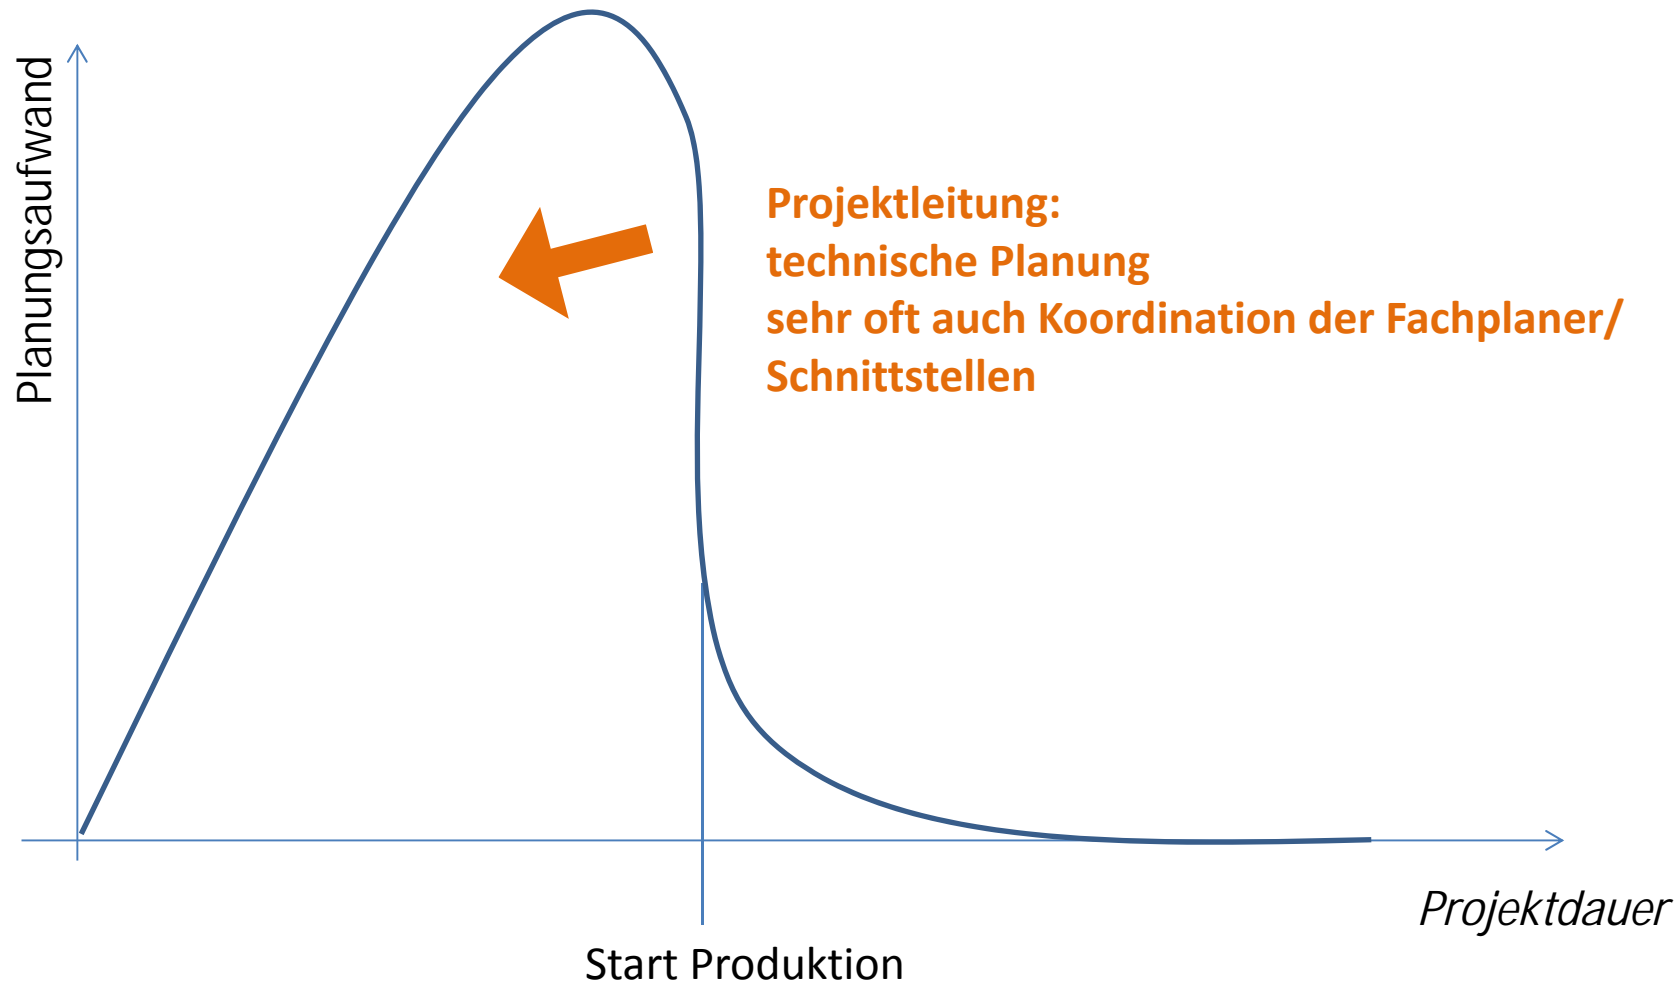 Planungsaufwand
Projektleitung:
technische Planung
sehr oft auch Koordination der Fachplaner/
Schnittstellen
Projektdauer
Start Produktion